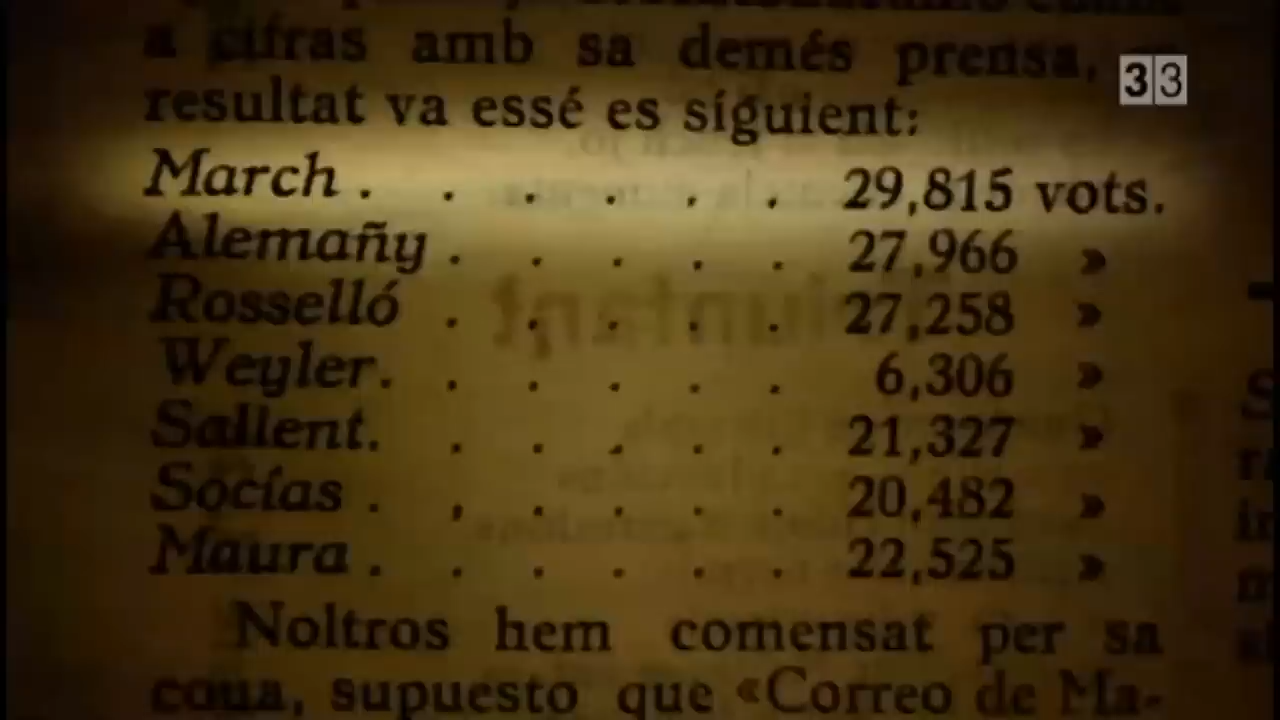 a cifras amb sa demés prensa,
33
resultat va essé es síguient:
March . . . . . . 29,815 vots.
Alemañy . . . . . 27,966 »
Rosselló . . . . . 27,258 »
Weyler. . . . . . 6,306 »
Sallent. . . . . . 21,327 »
Socías . . . . . . 20,482 »
Maura . . . . . . 22,525 »
Noltros hem comensat per sa
coua, supuesto que «Correo de Ma-